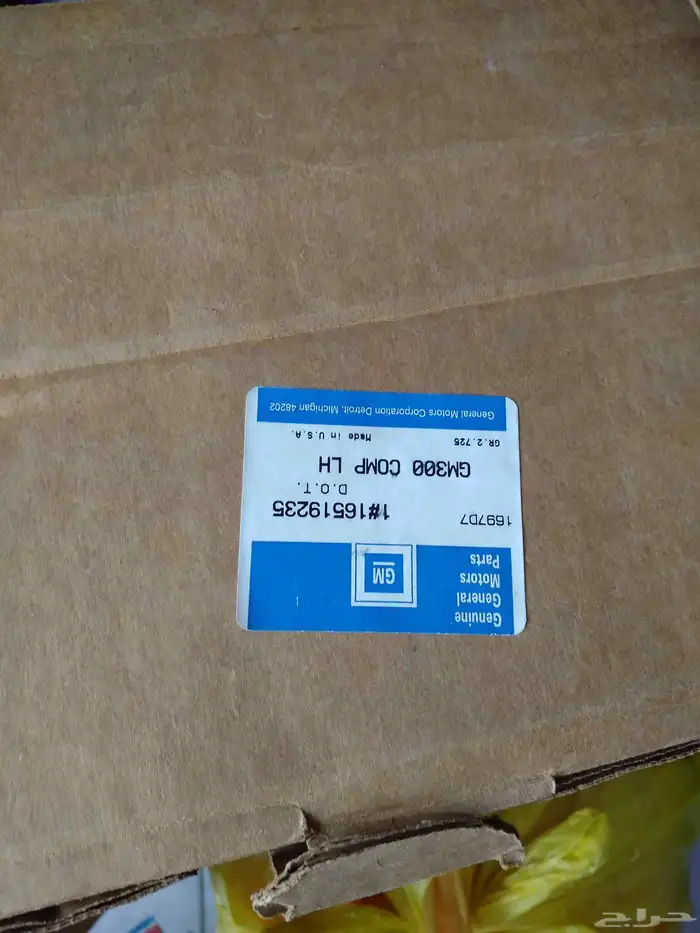 Genuine
General
Motors
Parts
GM
1697D7 1#16519235
D.O.T.
GM300 COMP LH
GR.2.725 Made in U.S.A.
General Motors Corporation Detroit, Michigan 48202
حراج